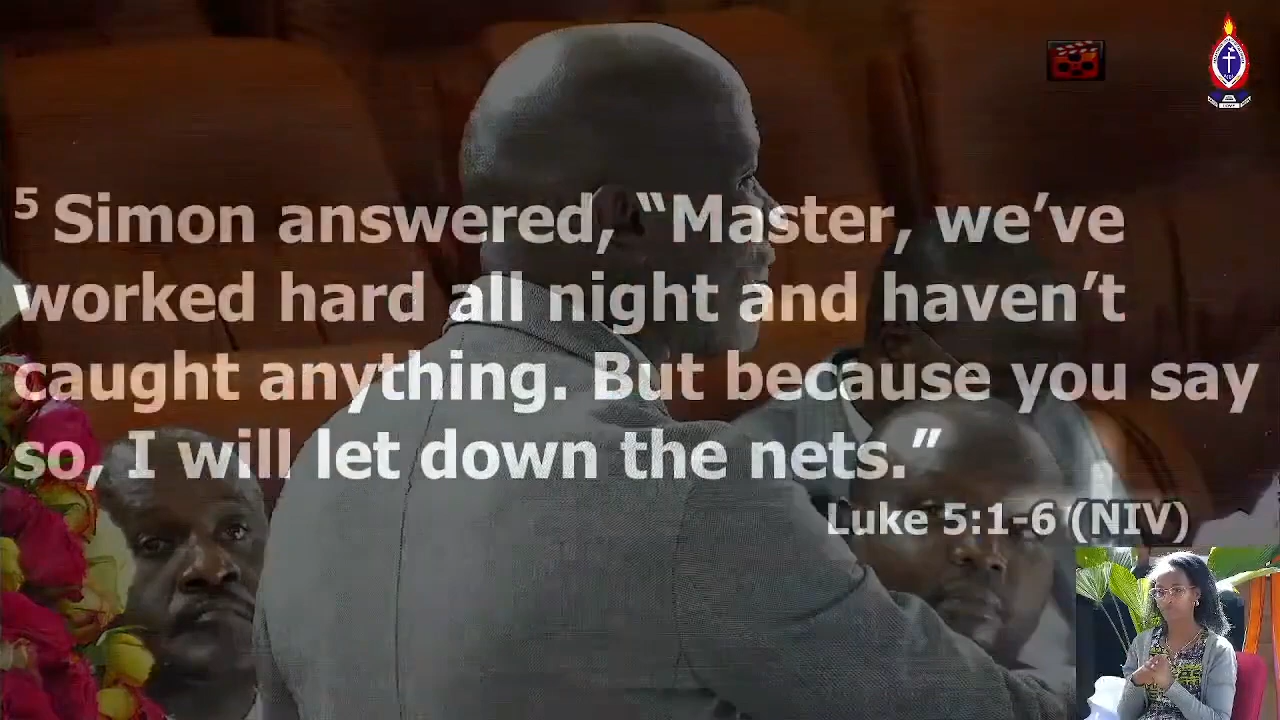 ⁵ Simon answered, “Master, we’ve
worked hard all night and haven’t
caught anything. But because you say
so, I will let down the nets.”
Luke 5:1-6 (NIV)